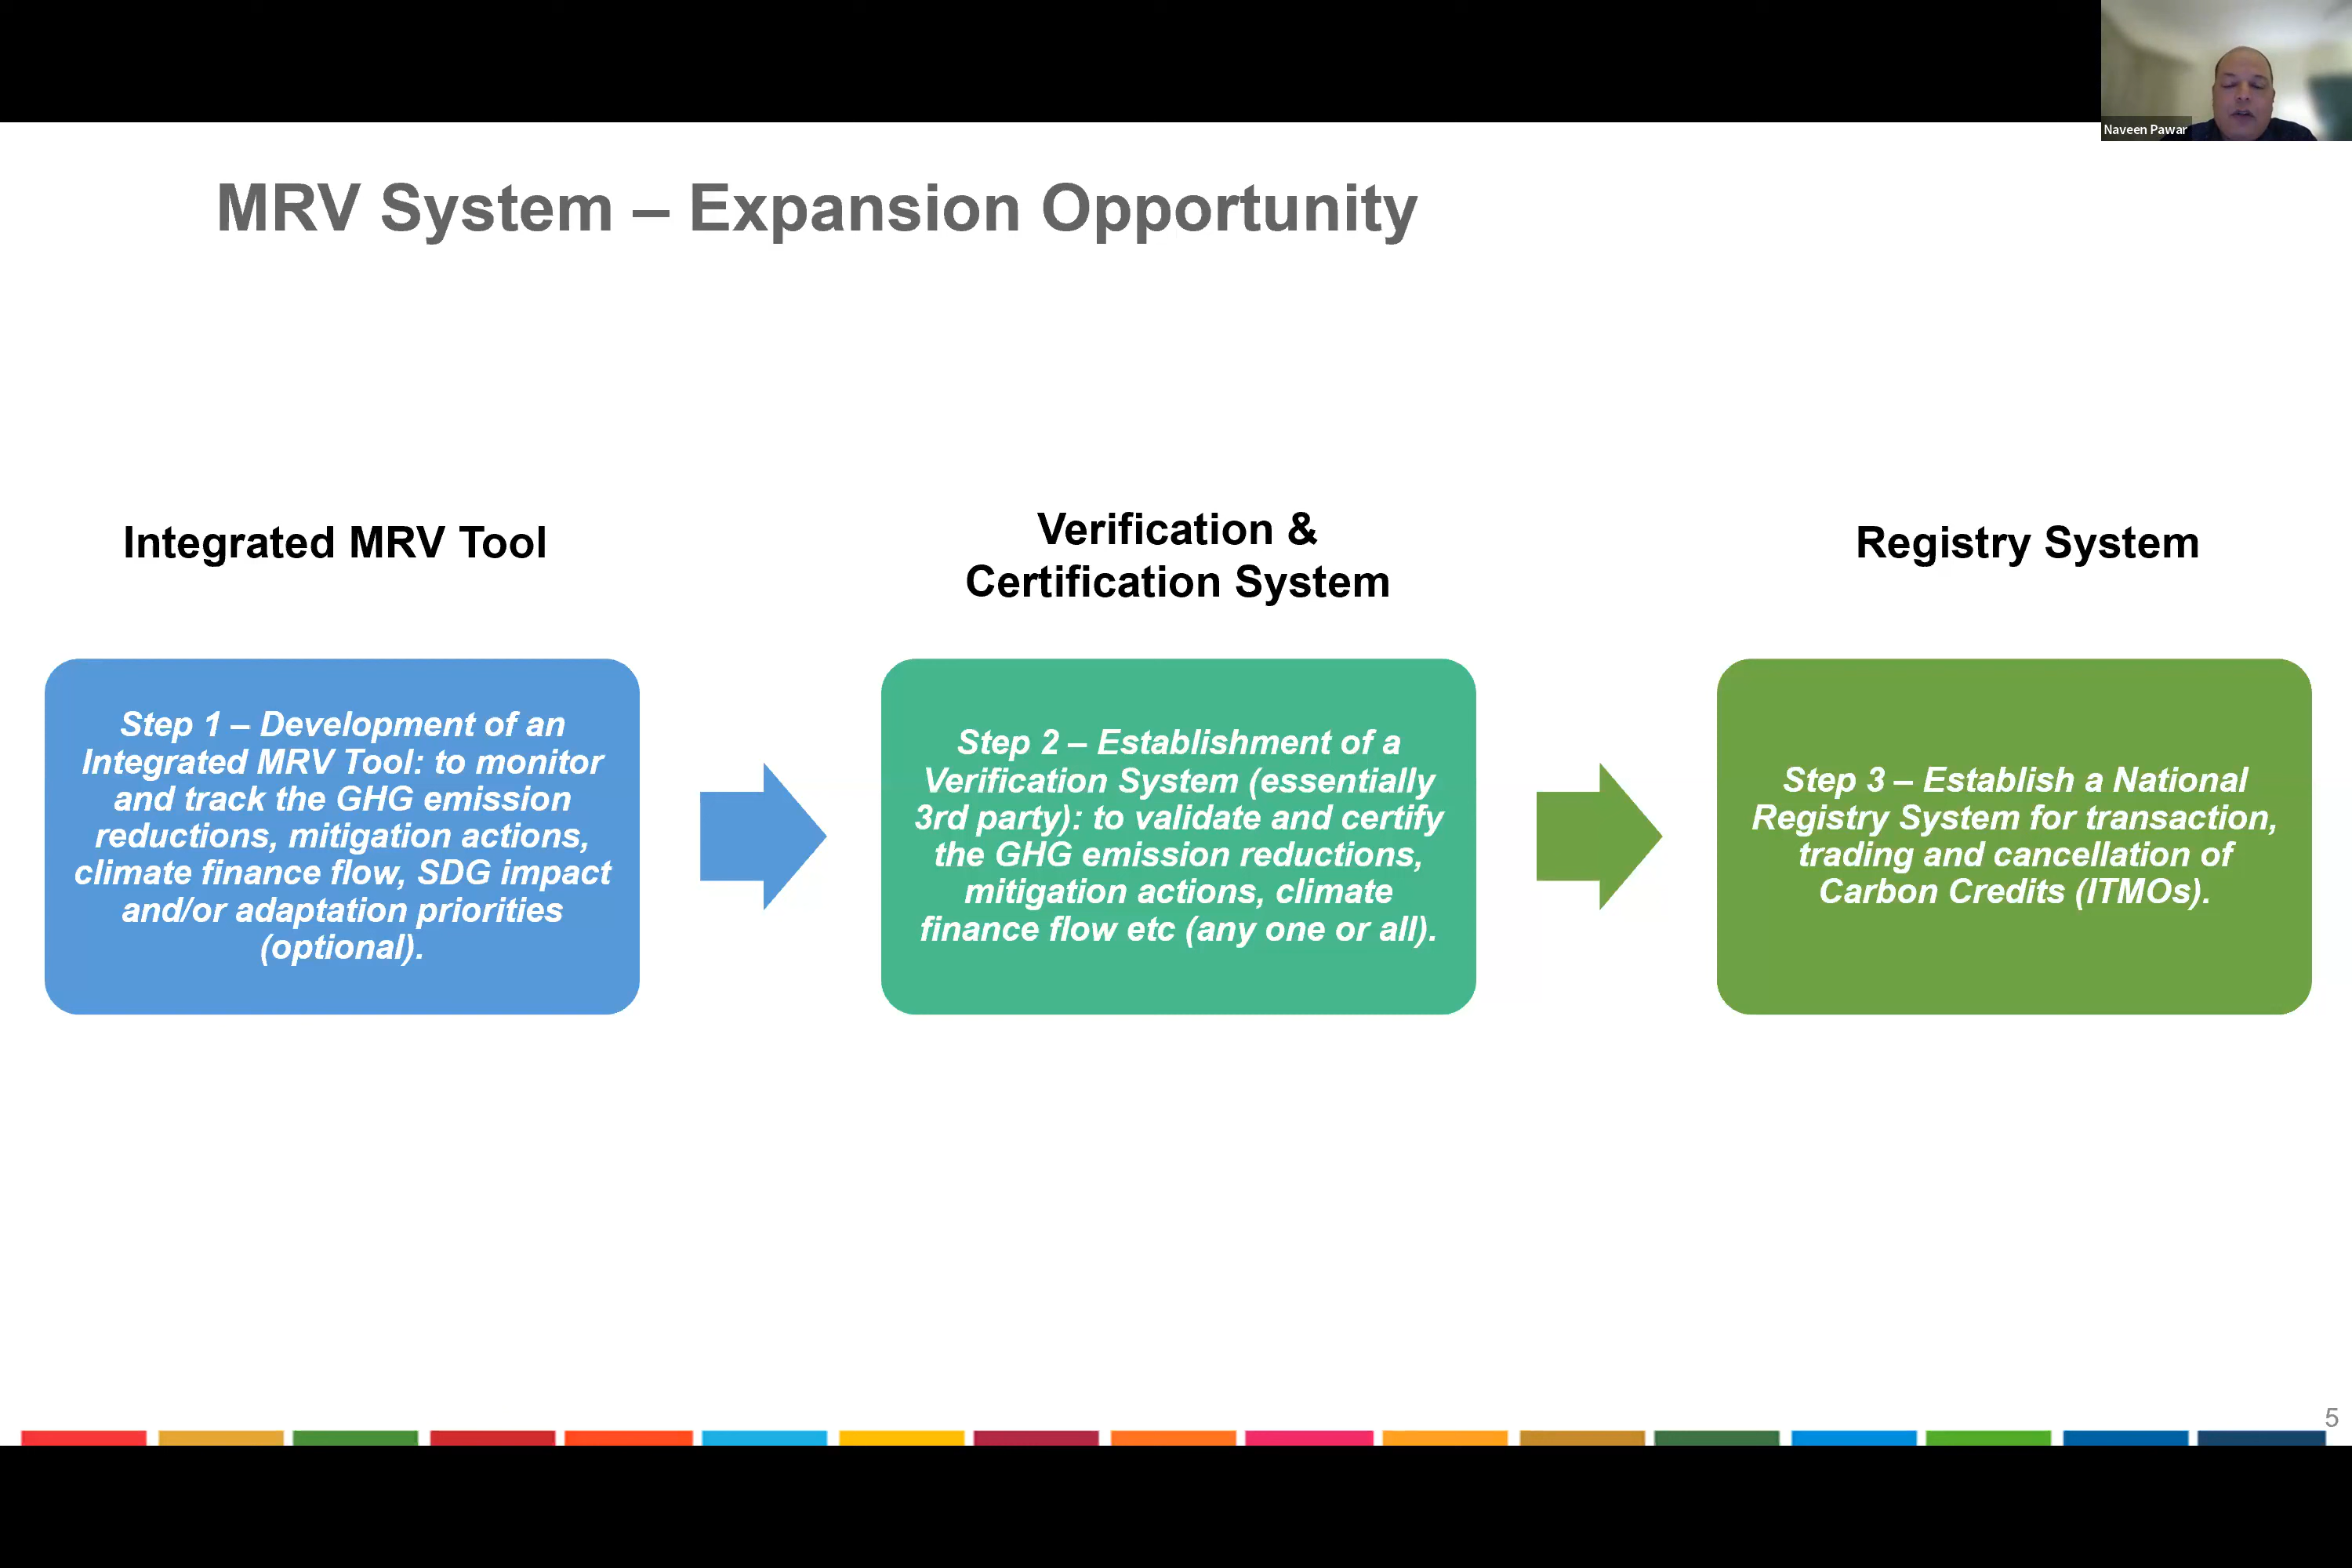 Naveen Pawar
MRV System – Expansion Opportunity
Integrated MRV Tool
Verification &
Certification System
Registry System
Step 1 – Development of an
Integrated MRV Tool: to monitor
and track the GHG emission
reductions, mitigation actions,
climate finance flow, SDG impact
and/or adaptation priorities
(optional).
Step 2 – Establishment of a
Verification System (essentially
3rd party): to validate and certify
the GHG emission reductions,
mitigation actions, climate
finance flow etc (any one or all).
Step 3 – Establish a National
Registry System for transaction,
trading and cancellation of
Carbon Credits (ITMOs).
5